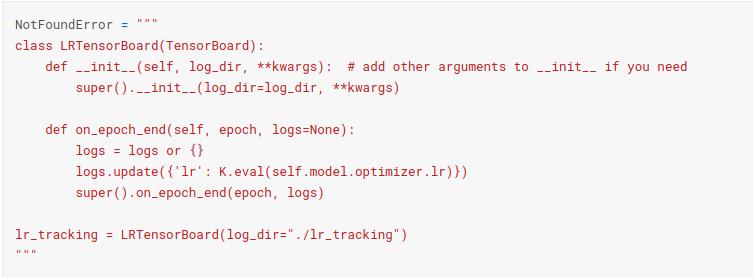 NotFoundError = """
class LRTensorBoard(TensorBoard):
    def __init__(self, log_dir, **kwargs):  # add other arguments to __init__ if you need
        super().__init__(log_dir=log_dir, **kwargs)

    def on_epoch_end(self, epoch, logs=None):
        logs = logs or {}
        logs.update({'lr': K.eval(self.model.optimizer.lr)})
        super().on_epoch_end(epoch, logs)

lr_tracking = LRTensorBoard(log_dir="./lr_tracking")
"""